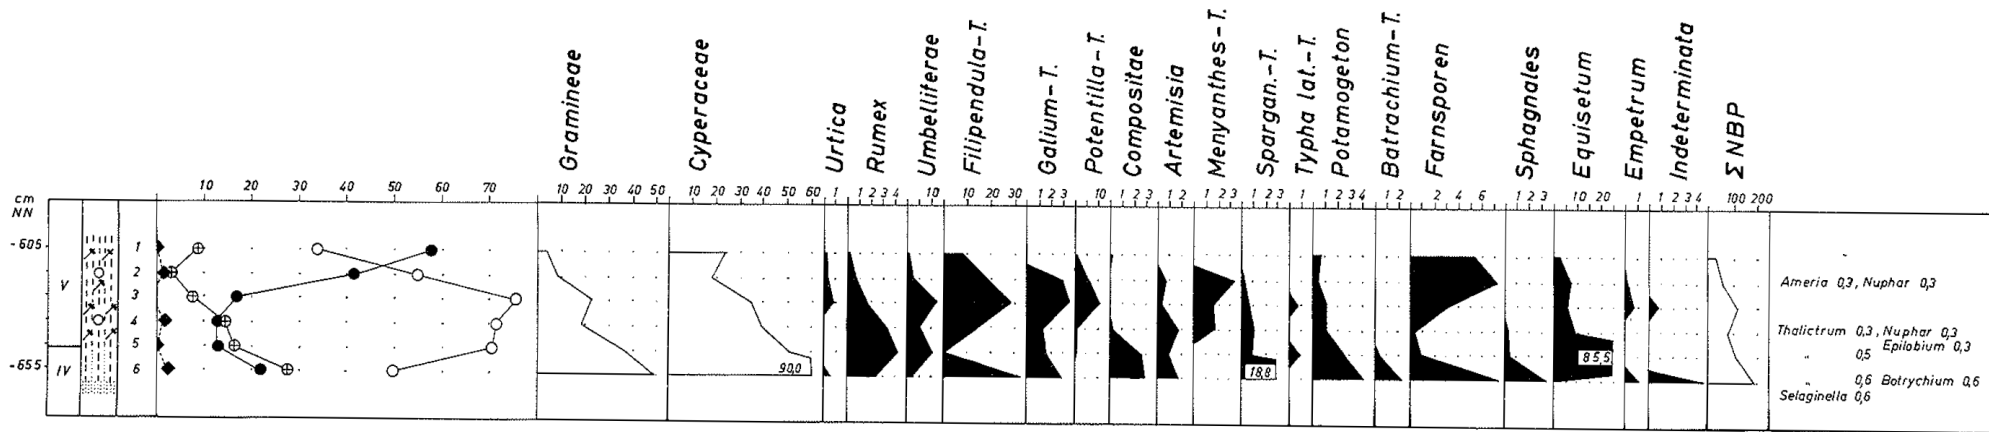 Gramineae
Cyperaceae
Urtica
Rumex
Umbelliferae
Filipendula-T.
Galium-T.
Potentilla-T.
Compositae
Artemisia
Menyanthes-T.
Spargan.-T.
Typha lat.-T.
Potamogeton
Batrachium-T.
Farnsporen
Sphagnales
Equisetum
Empetrum
Indeterminata
Σ NBP
cm
NN
10 20 30 40 50 60 70
10 20 30 40 50
10 20 30 40 50 60
1
1 2 3 4
10
10 20 30
1 2 3
10
1 2 3
1 2
1 2 3
1 2 3
1
1 2 3 4
1 2
2 4 6
1 2 3
10 20
1
1 2 3 4
100 200
-605
-655
V
IV
1
2
3
4
5
6
90,0
18,8
85,5
"
Ameria 0,3, Nuphar 0,3
Thalictrum 0,3, Nuphar 0,3
" 0,5 Epilobium 0,3
" 0,6 Botrychium 0,6
Selaginella 0,6